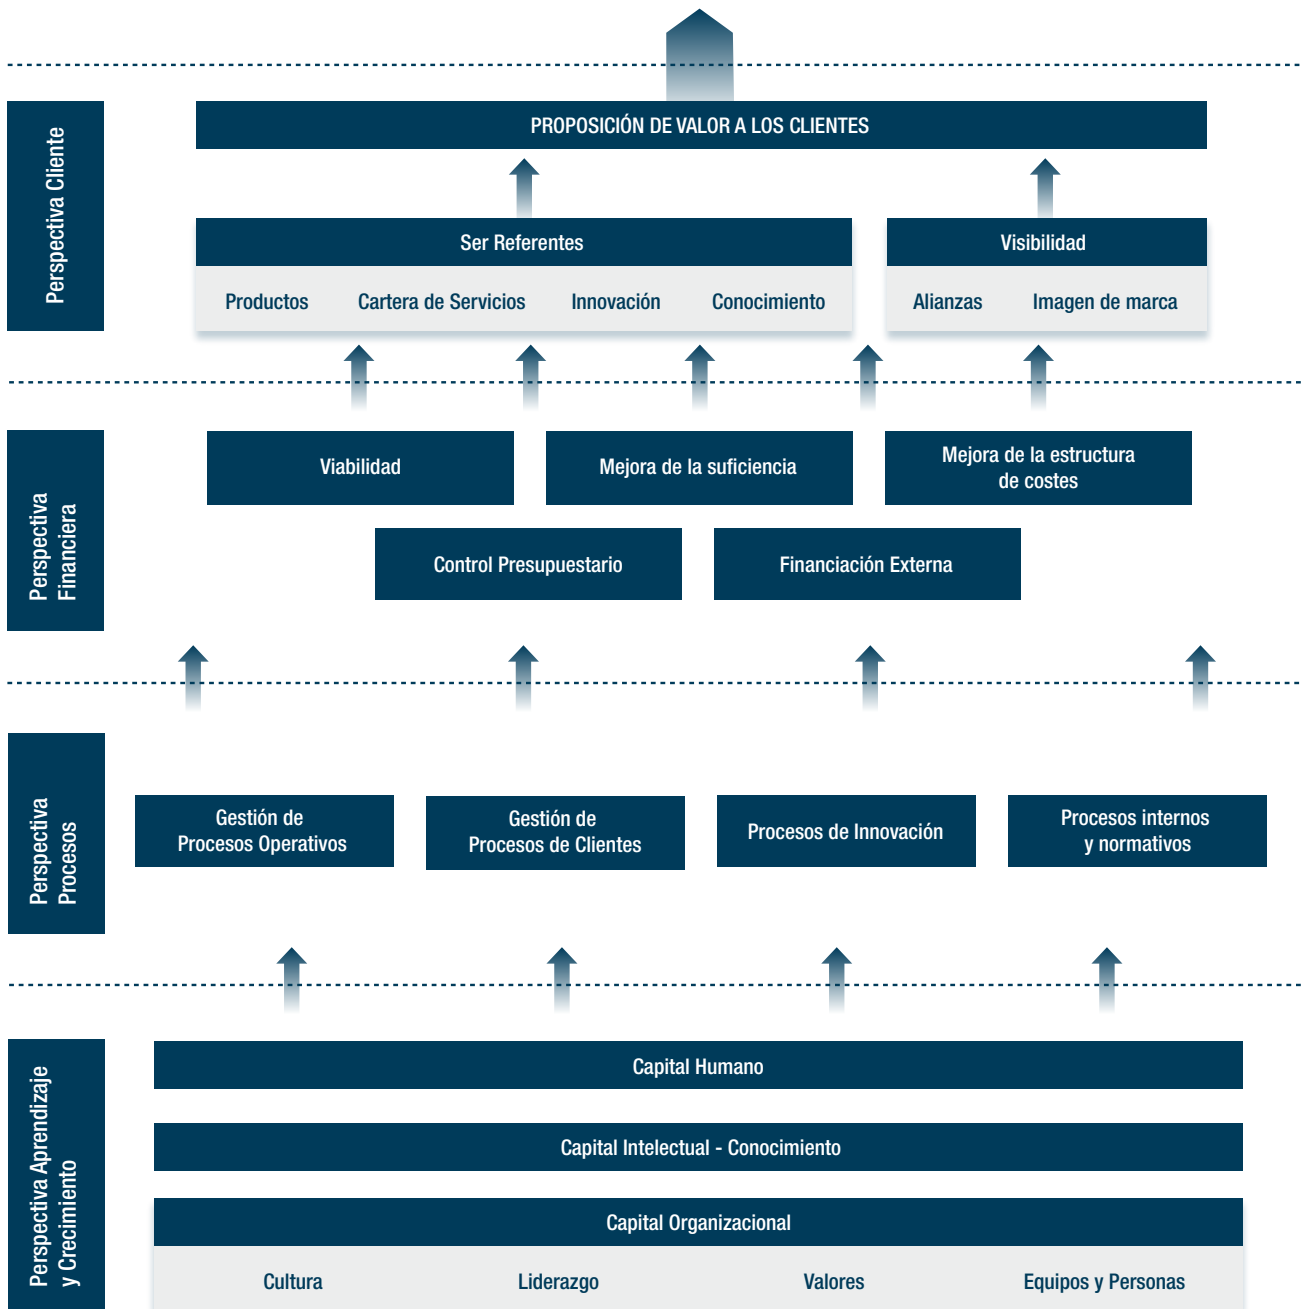 Perspectiva Cliente
PROPOSICIÓN DE VALOR A LOS CLIENTES
Ser Referentes
Productos Cartera de Servicios Innovación Conocimiento
Visibilidad
Alianzas Imagen de marca
Perspectiva
Financiera
Viabilidad
Mejora de la suficiencia
Mejora de la estructura
de costes
Control Presupuestario
Financiación Externa
Perspectiva
Procesos
Gestión de
Procesos Operativos
Gestión de
Procesos de Clientes
Procesos de Innovación
Procesos internos
y normativos
Perspectiva Aprendizaje
y Crecimiento
Capital Humano
Capital Intelectual - Conocimiento
Capital Organizacional
Cultura Liderazgo Valores Equipos y Personas